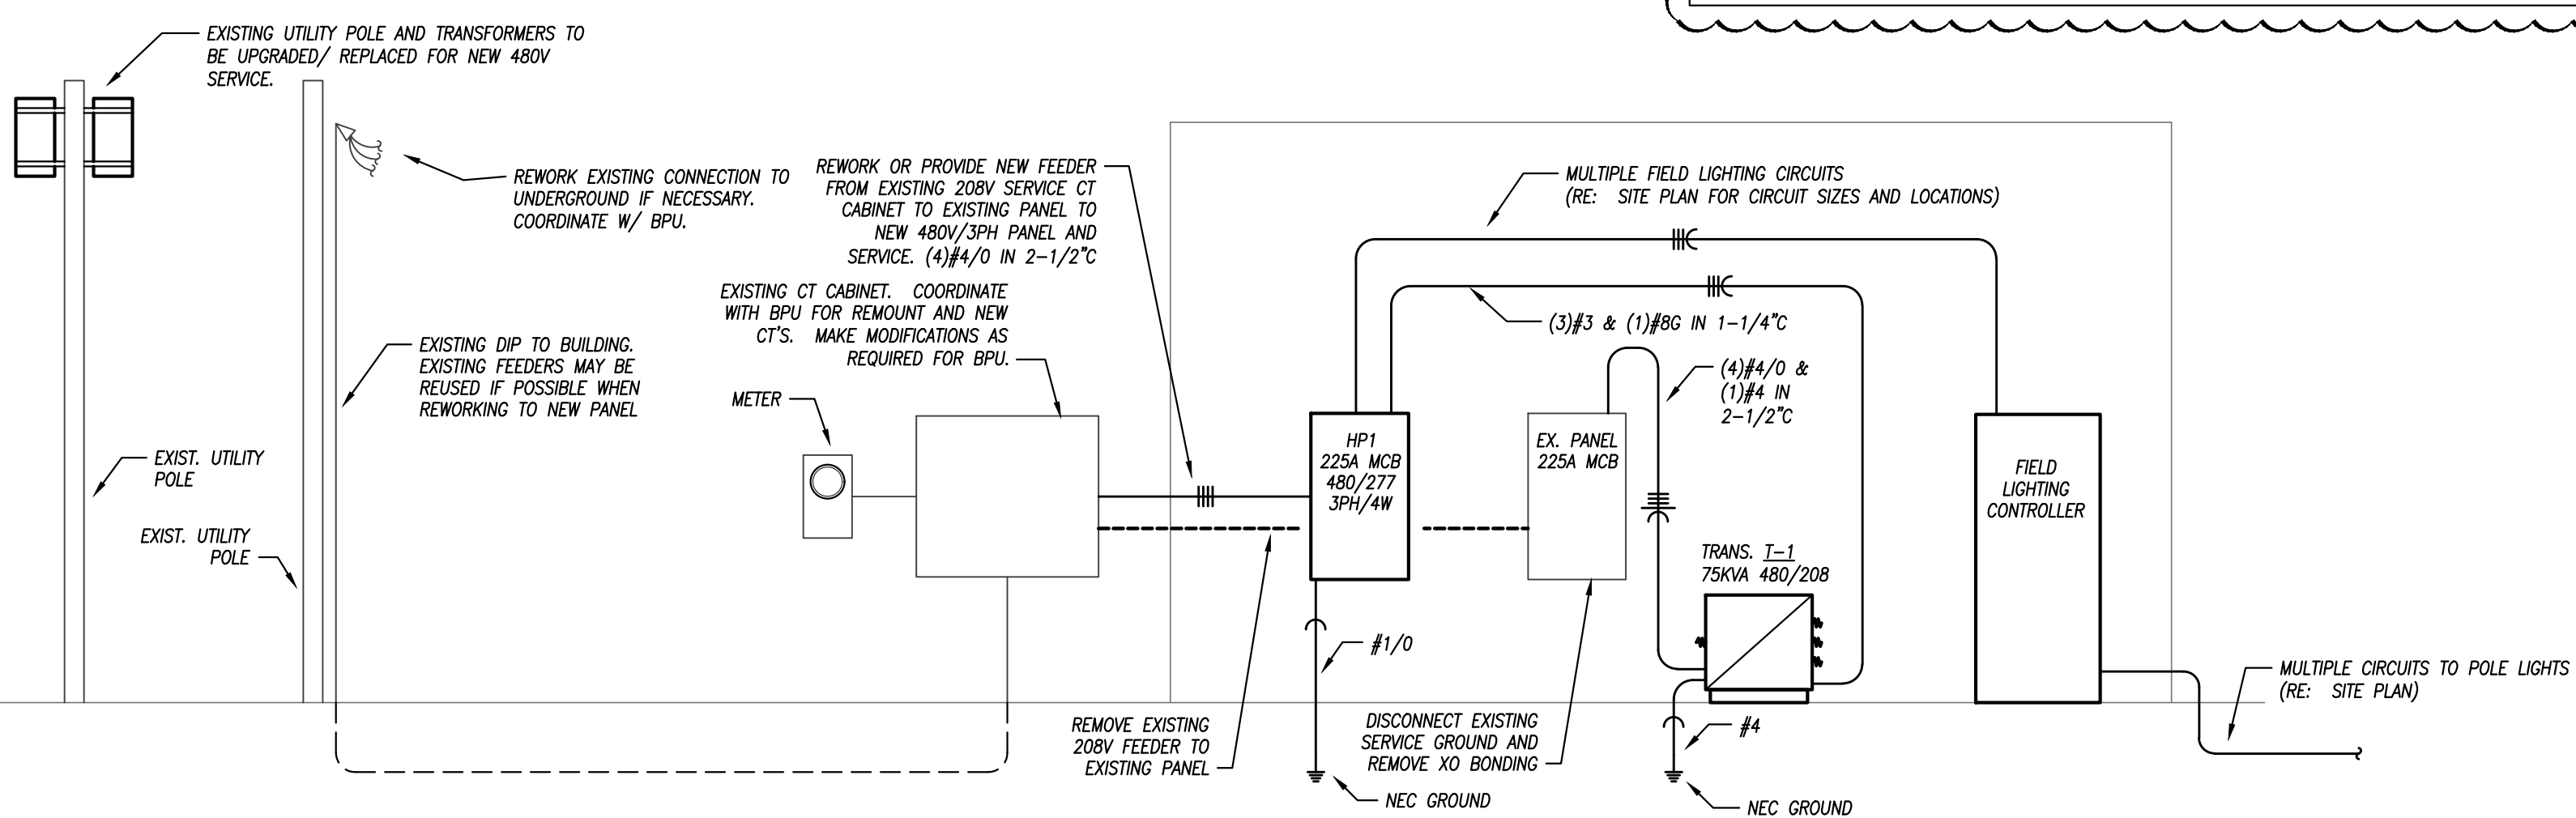 EXISTING UTILITY POLE AND TRANSFORMERS TO
BE UPGRADED/ REPLACED FOR NEW 480V
SERVICE.
REWORK EXISTING CONNECTION TO
UNDERGROUND IF NECESSARY.
COORDINATE W/ BPU.
REWORK OR PROVIDE NEW FEEDER
FROM EXISTING 208V SERVICE CT
CABINET TO EXISTING PANEL TO
NEW 480V/3PH PANEL AND
SERVICE. (4)#4/0 IN 2-1/2"C
MULTIPLE FIELD LIGHTING CIRCUITS
(RE: SITE PLAN FOR CIRCUIT SIZES AND LOCATIONS)
EXISTING CT CABINET. COORDINATE
WITH BPU FOR REMOUNT AND NEW
CT'S. MAKE MODIFICATIONS AS
REQUIRED FOR BPU.
(3)#3 & (1)#8G IN 1-1/4"C
EXISTING DIP TO BUILDING.
EXISTING FEEDERS MAY BE
REUSED IF POSSIBLE WHEN
REWORKING TO NEW PANEL
METER
(4)#4/0 &
(1)#4 IN
2-1/2"C
EXIST. UTILITY
POLE
EXIST. UTILITY
POLE
HP1
225A MCB
480/277
3PH/4W
EX. PANEL
225A MCB
FIELD
LIGHTING
CONTROLLER
TRANS. T-1
75KVA 480/208
#1/0
REMOVE EXISTING
208V FEEDER TO
EXISTING PANEL
DISCONNECT EXISTING
SERVICE GROUND AND
REMOVE XO BONDING
#4
MULTIPLE CIRCUITS TO POLE LIGHTS
(RE: SITE PLAN)
NEC GROUND
NEC GROUND